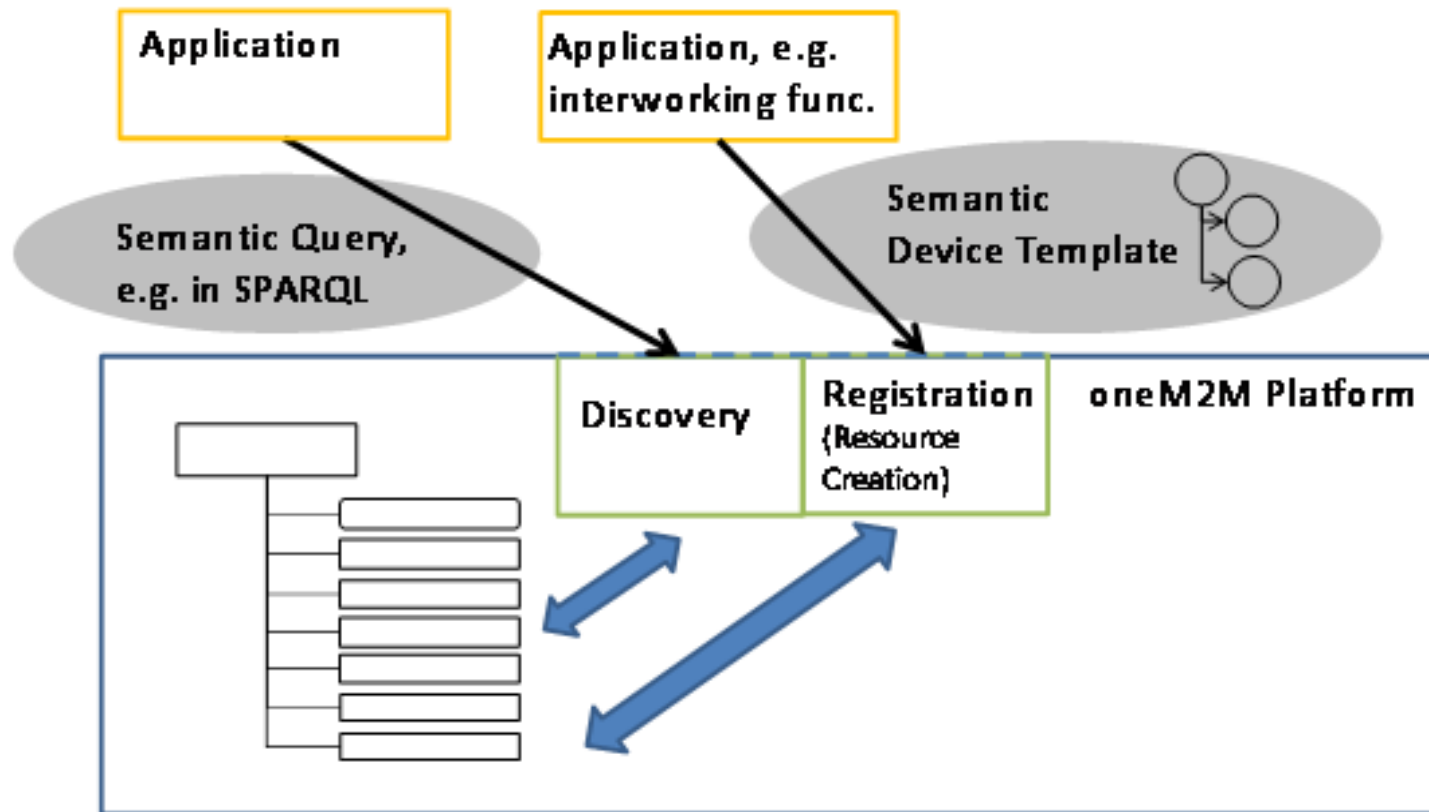 Application
Application, e.g.
interworking func.
Semantic Query,
e.g. in SPARQL
Semantic
Device Template
Discovery
Registration
(Resource
Creation)
oneM2M Platform